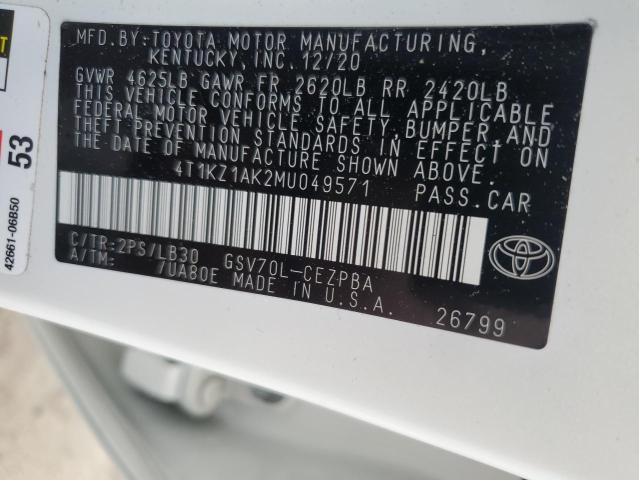 MFD.BY:TOYOTA MOTOR MANUFACTURING,
KENTUCKY, INC. 12/20
GVWR 4625LB GAWR FR 2620LB RR 2420LB
THIS VEHICLE CONFORMS TO ALL APPLICABLE
FEDERAL MOTOR VEHICLE SAFETY, BUMPER, AND
THEFT PREVENTION STANDARDS IN EFFECT ON
THE DATE OF MANUFACTURE SHOWN ABOVE.
4T1KZ1AK2MU049571 PASS.CAR
C/TR:2PS/LB30 GSV70L-CEZPBA
A/TM: /UA80E MADE IN U.S.A.
26799
TOYOTA
53
42661-06B50